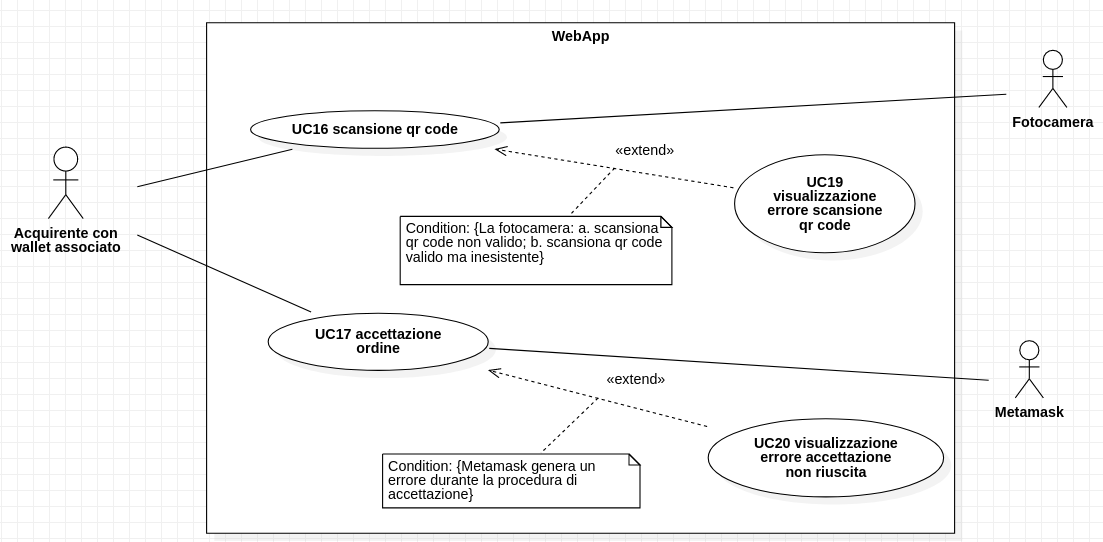 WebApp
Fotocamera
UC16 scansione qr code
«extend»
UC19
visualizzazione
errore scansione
qr code
Acquirente con
wallet associato
Condition: {La fotocamera: a. scansiona
qr code non valido; b. scansiona qr code
valido ma inesistente}
UC17 accettazione
ordine
«extend»
Metamask
UC20 visualizzazione
errore accettazione
non riuscita
Condition: {Metamask genera un
errore durante la procedura di
accettazione}